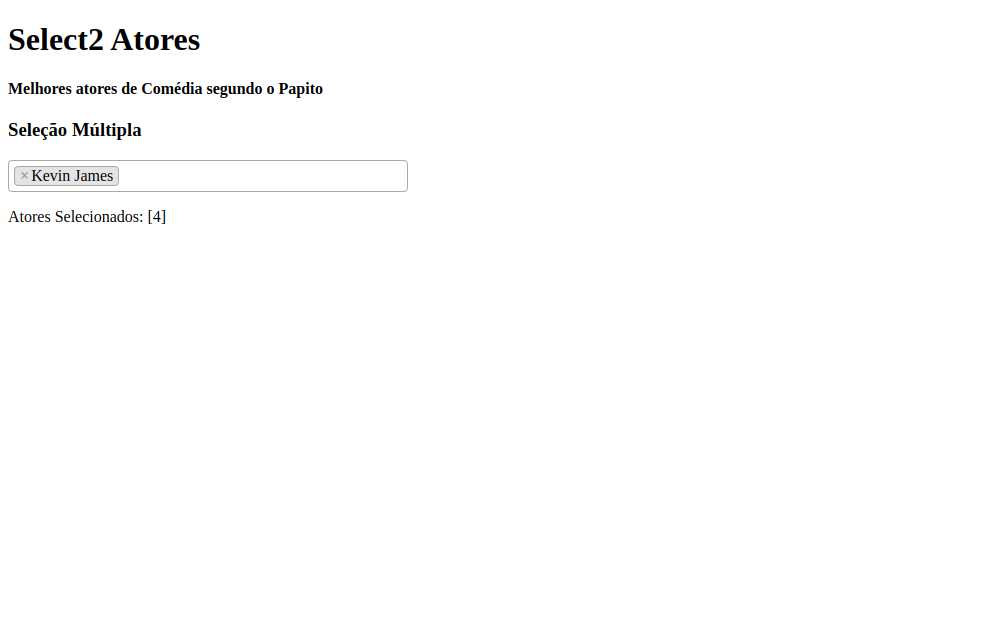 Select2 Atores
Melhores atores de Comédia segundo o Papito
Seleção Múltipla
×Kevin James
Atores Selecionados: [4]